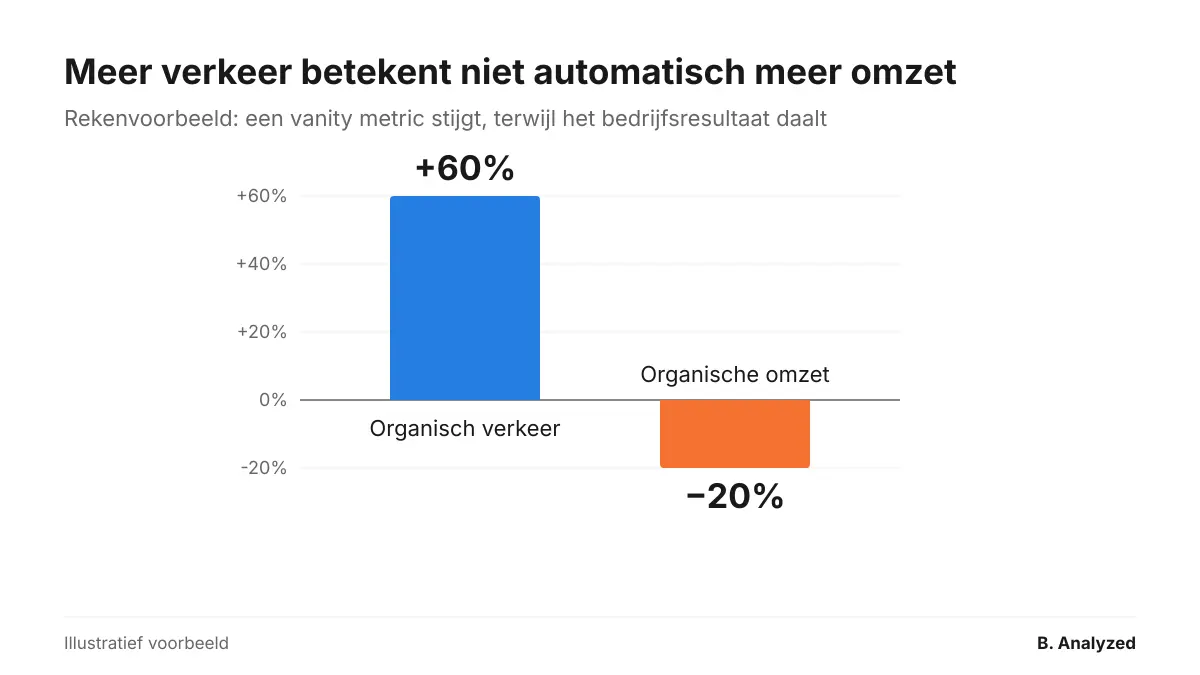 Meer verkeer betekent niet automatisch meer omzet
Rekenvoorbeeld: een vanity metric stijgt, terwijl het bedrijfsresultaat daalt
+60%
+60%
+40%
+20%
Organische omzet
0%
Organisch verkeer
-20%
−20%
Illustratief voorbeeld
B. Analyzed